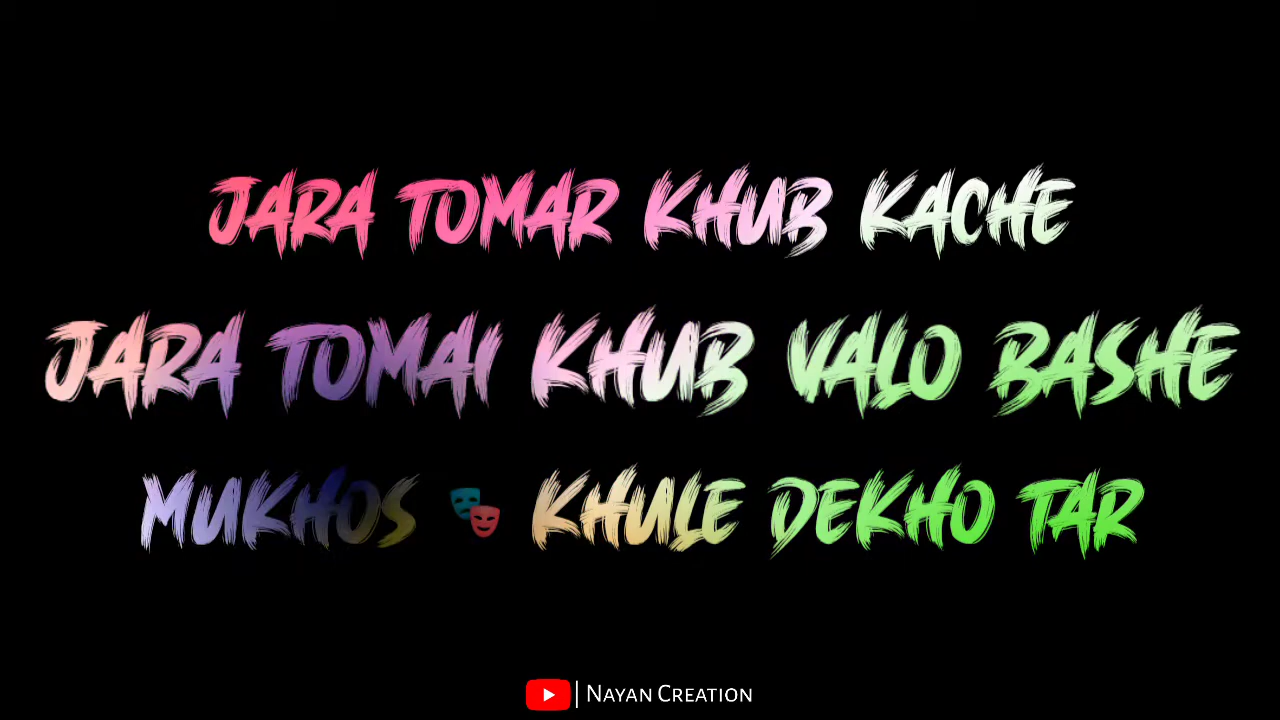 JARA TOMAR KHUB KACHE
JARA TOMAI KHUB VALO BASHE
MUKHOS 🎭 KHULE DEKHO TAR
| NAYAN CREATION